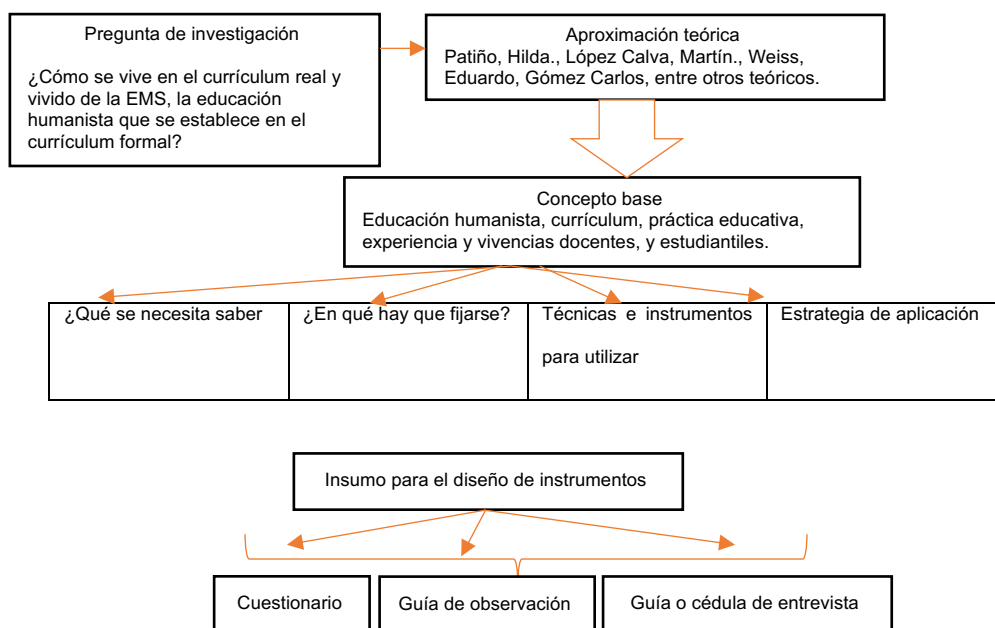 Pregunta de investigación
¿Cómo se vive en el currículum real y
vivido de la EMS, la educación
humanista que se establece en el
currículum formal?
Aproximación teórica
Patiño, Hilda., López Calva, Martín., Weiss,
Eduardo, Gómez Carlos, entre otros teóricos.
Concepto base
Educación humanista, currículum, práctica educativa,
experiencia y vivencias docentes, y estudiantiles.
¿Qué se necesita saber
¿En qué hay que fijarse?
Técnicas e instrumentos
para utilizar
Estrategia de aplicación
Insumo para el diseño de instrumentos
Cuestionario
Guía de observación
Guía o cédula de entrevista